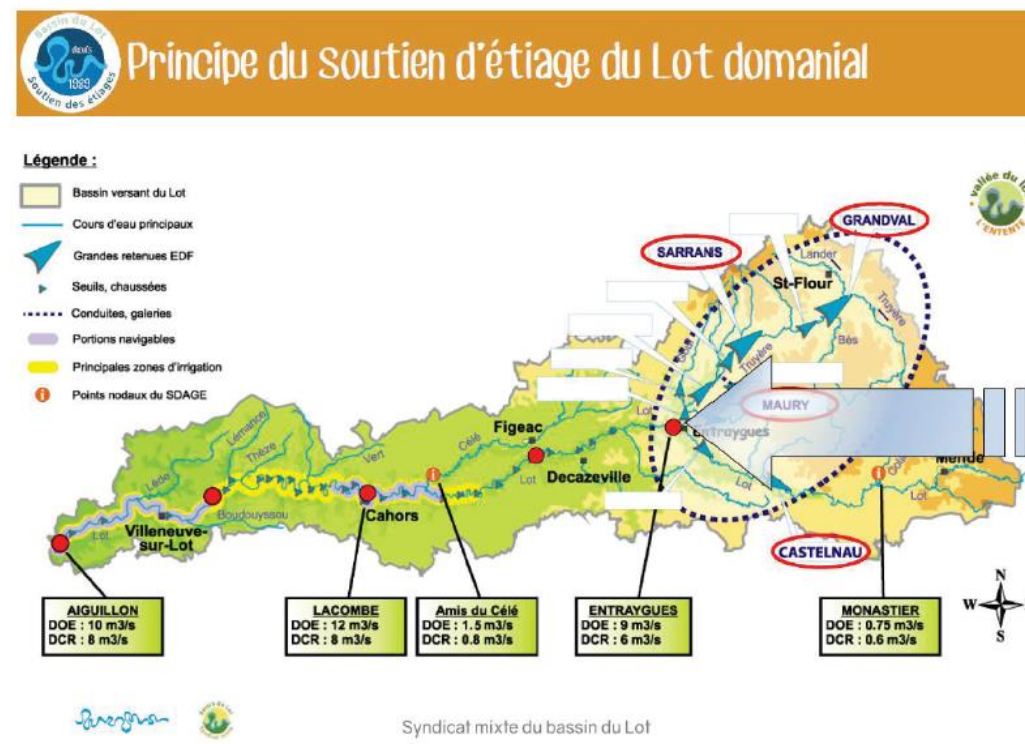 Bassin du Lot
depuis
1989
Soutien des étiages
Principe du Soutien d'étiage du Lot domanial
Légende :
Bassin versant du Lot
Cours d'eau principaux
Grandes retenues EDF
Seuils, chaussées
Conduites, galeries
Portions navigables
Principales zones d'irrigation
Points nodaux du SDAGE
vallée du lot
L'ENTENTE
GRANDVAL
SARRANS
Lander
St-Flour
Truyère
Bès
Truyère
MAURY
Lot
Entraygues
Figeac
Célé
Lot
Decazeville
Lot
Colagne
Mende
Lot
Lémance
Thèze
Vert
Lède
Boudouyssou
Cahors
Villeneuve-
sur-Lot
Lot
CASTELNAU
N
W
S
AIGUILLON
DOE : 10 m3/s
DCR : 8 m3/s
LACOMBE
DOE : 12 m3/s
DCR : 8 m3/s
Amis du Célé
DOE : 1.5 m3/s
DCR : 0.8 m3/s
ENTRAYGUES
DOE : 9 m3/s
DCR : 6 m3/s
MONASTIER
DOE : 0.75 m3/s
DCR : 0.6 m3/s
Syndicat mixte du bassin du Lot